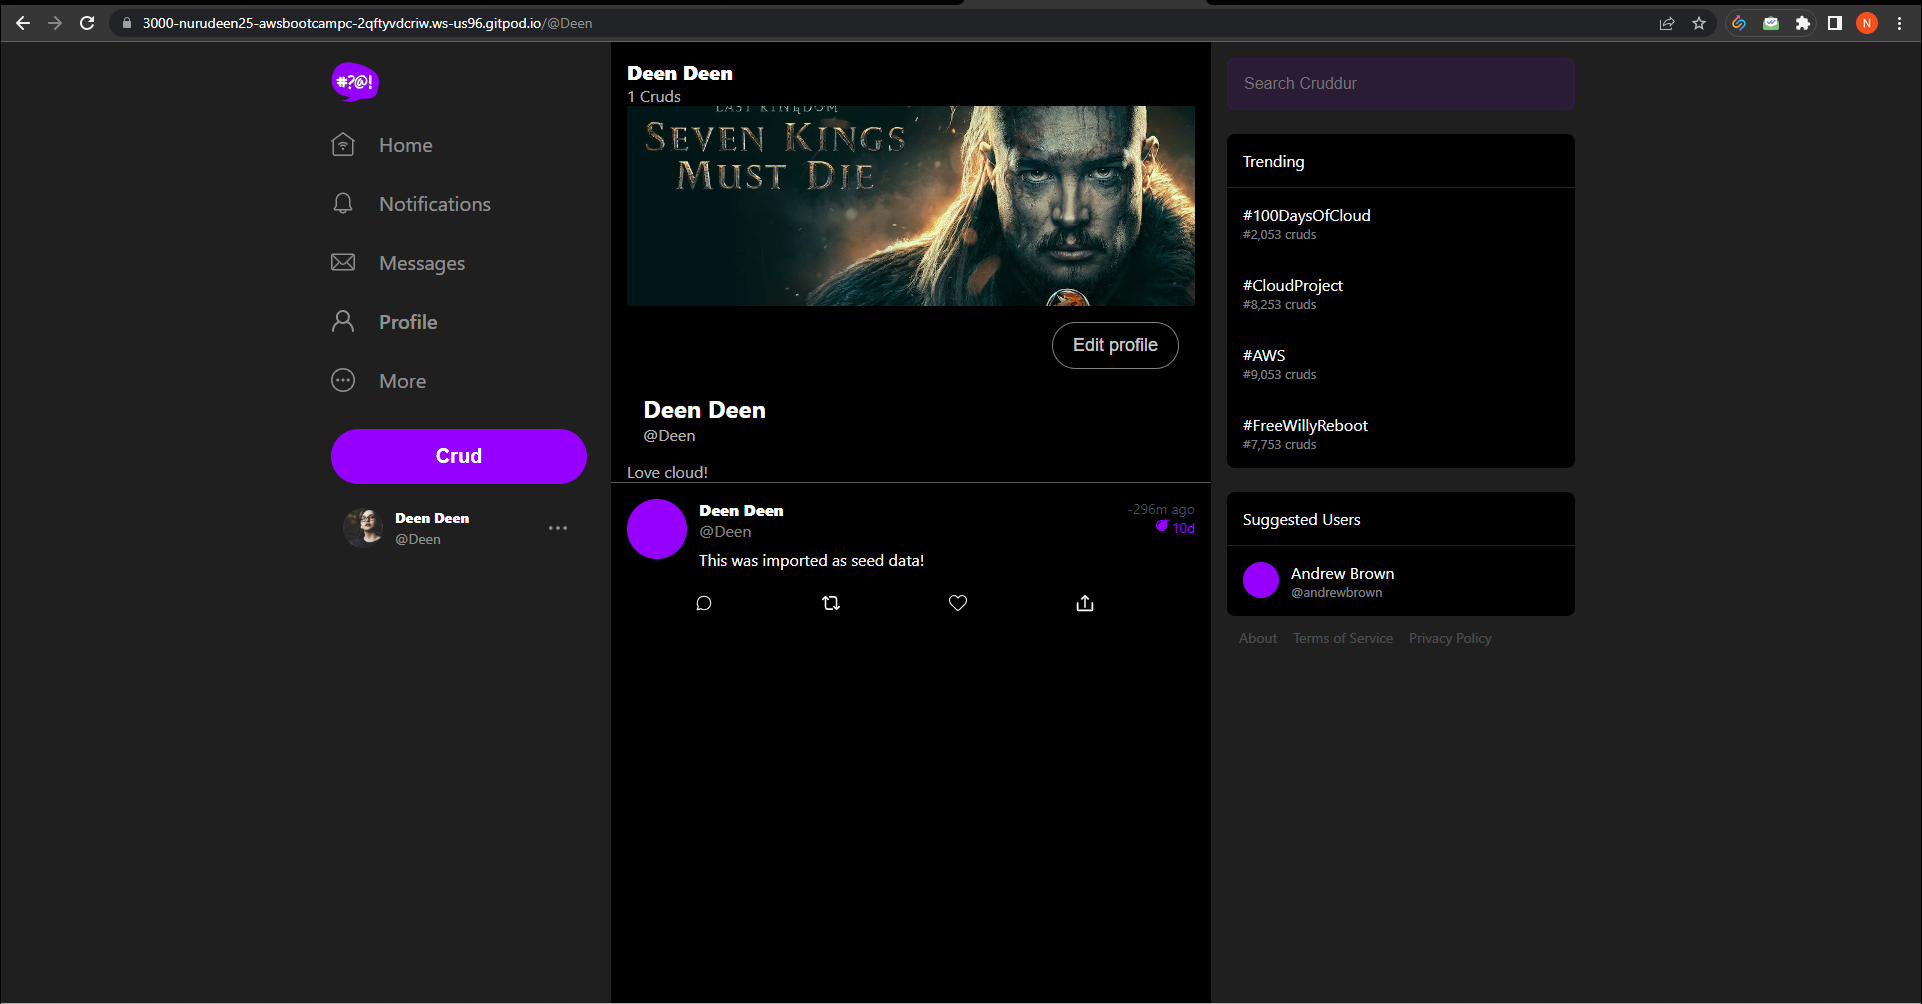 3000-nurudeen25-awsbootcampc-2qftyvdcriw.ws-us96.gitpod.io/@Deen
N
#?@!
Home
Notifications
Messages
Profile
More
Crud
Deen Deen
@Deen
Deen Deen
1 Cruds
LAST KINGDOM
SEVEN KINGS
MUST DIE
Edit profile
Deen Deen
@Deen
Love cloud!
Deen Deen
@Deen
-296m ago
10d
This was imported as seed data!
Search Cruddur
Trending
#100DaysOfCloud
#2,053 cruds
#CloudProject
#8,253 cruds
#AWS
#9,053 cruds
#FreeWillyReboot
#7,753 cruds
Suggested Users
Andrew Brown
@andrewbrown
About Terms of Service Privacy Policy